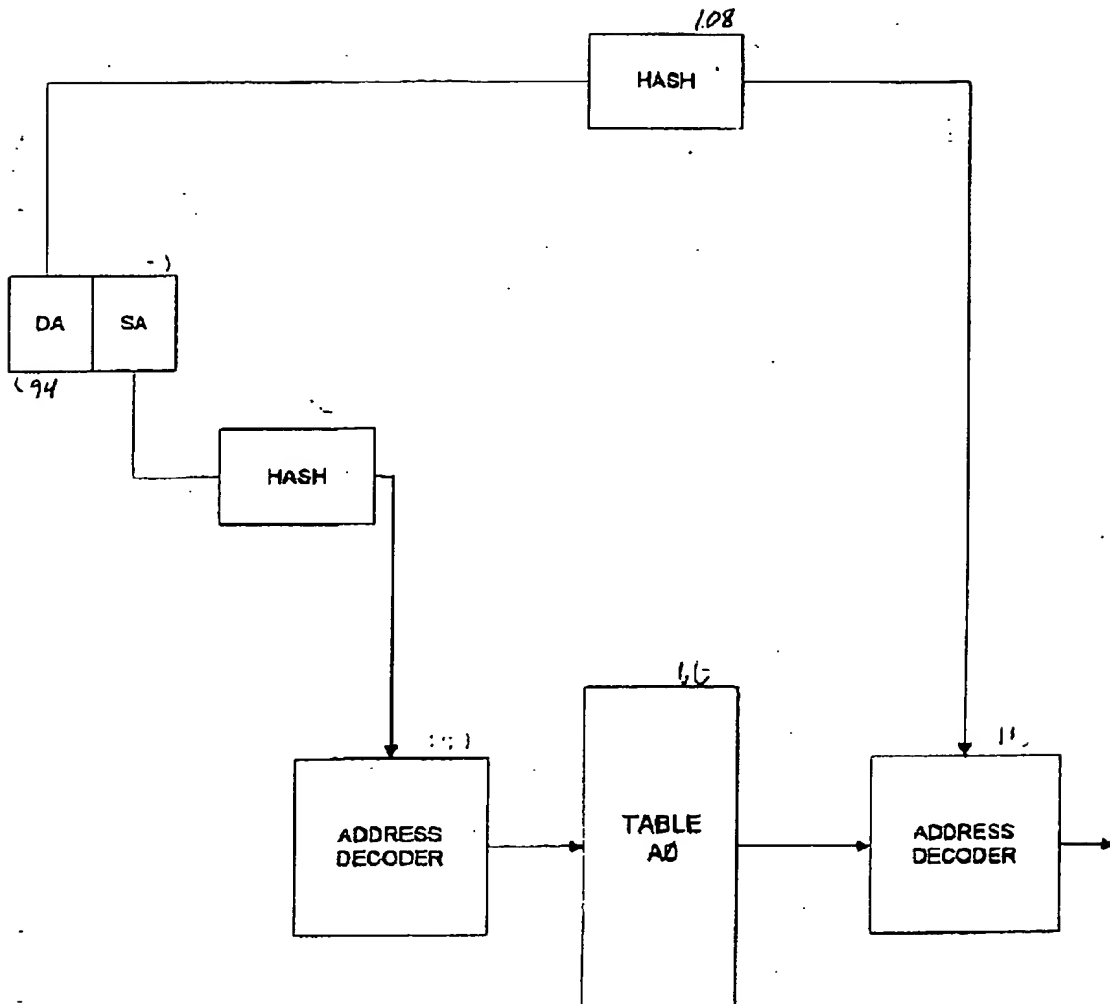 108
HASH
DA SA
94
HASH
ADDRESS
DECODER
TABLE
AØ
ADDRESS
DECODER